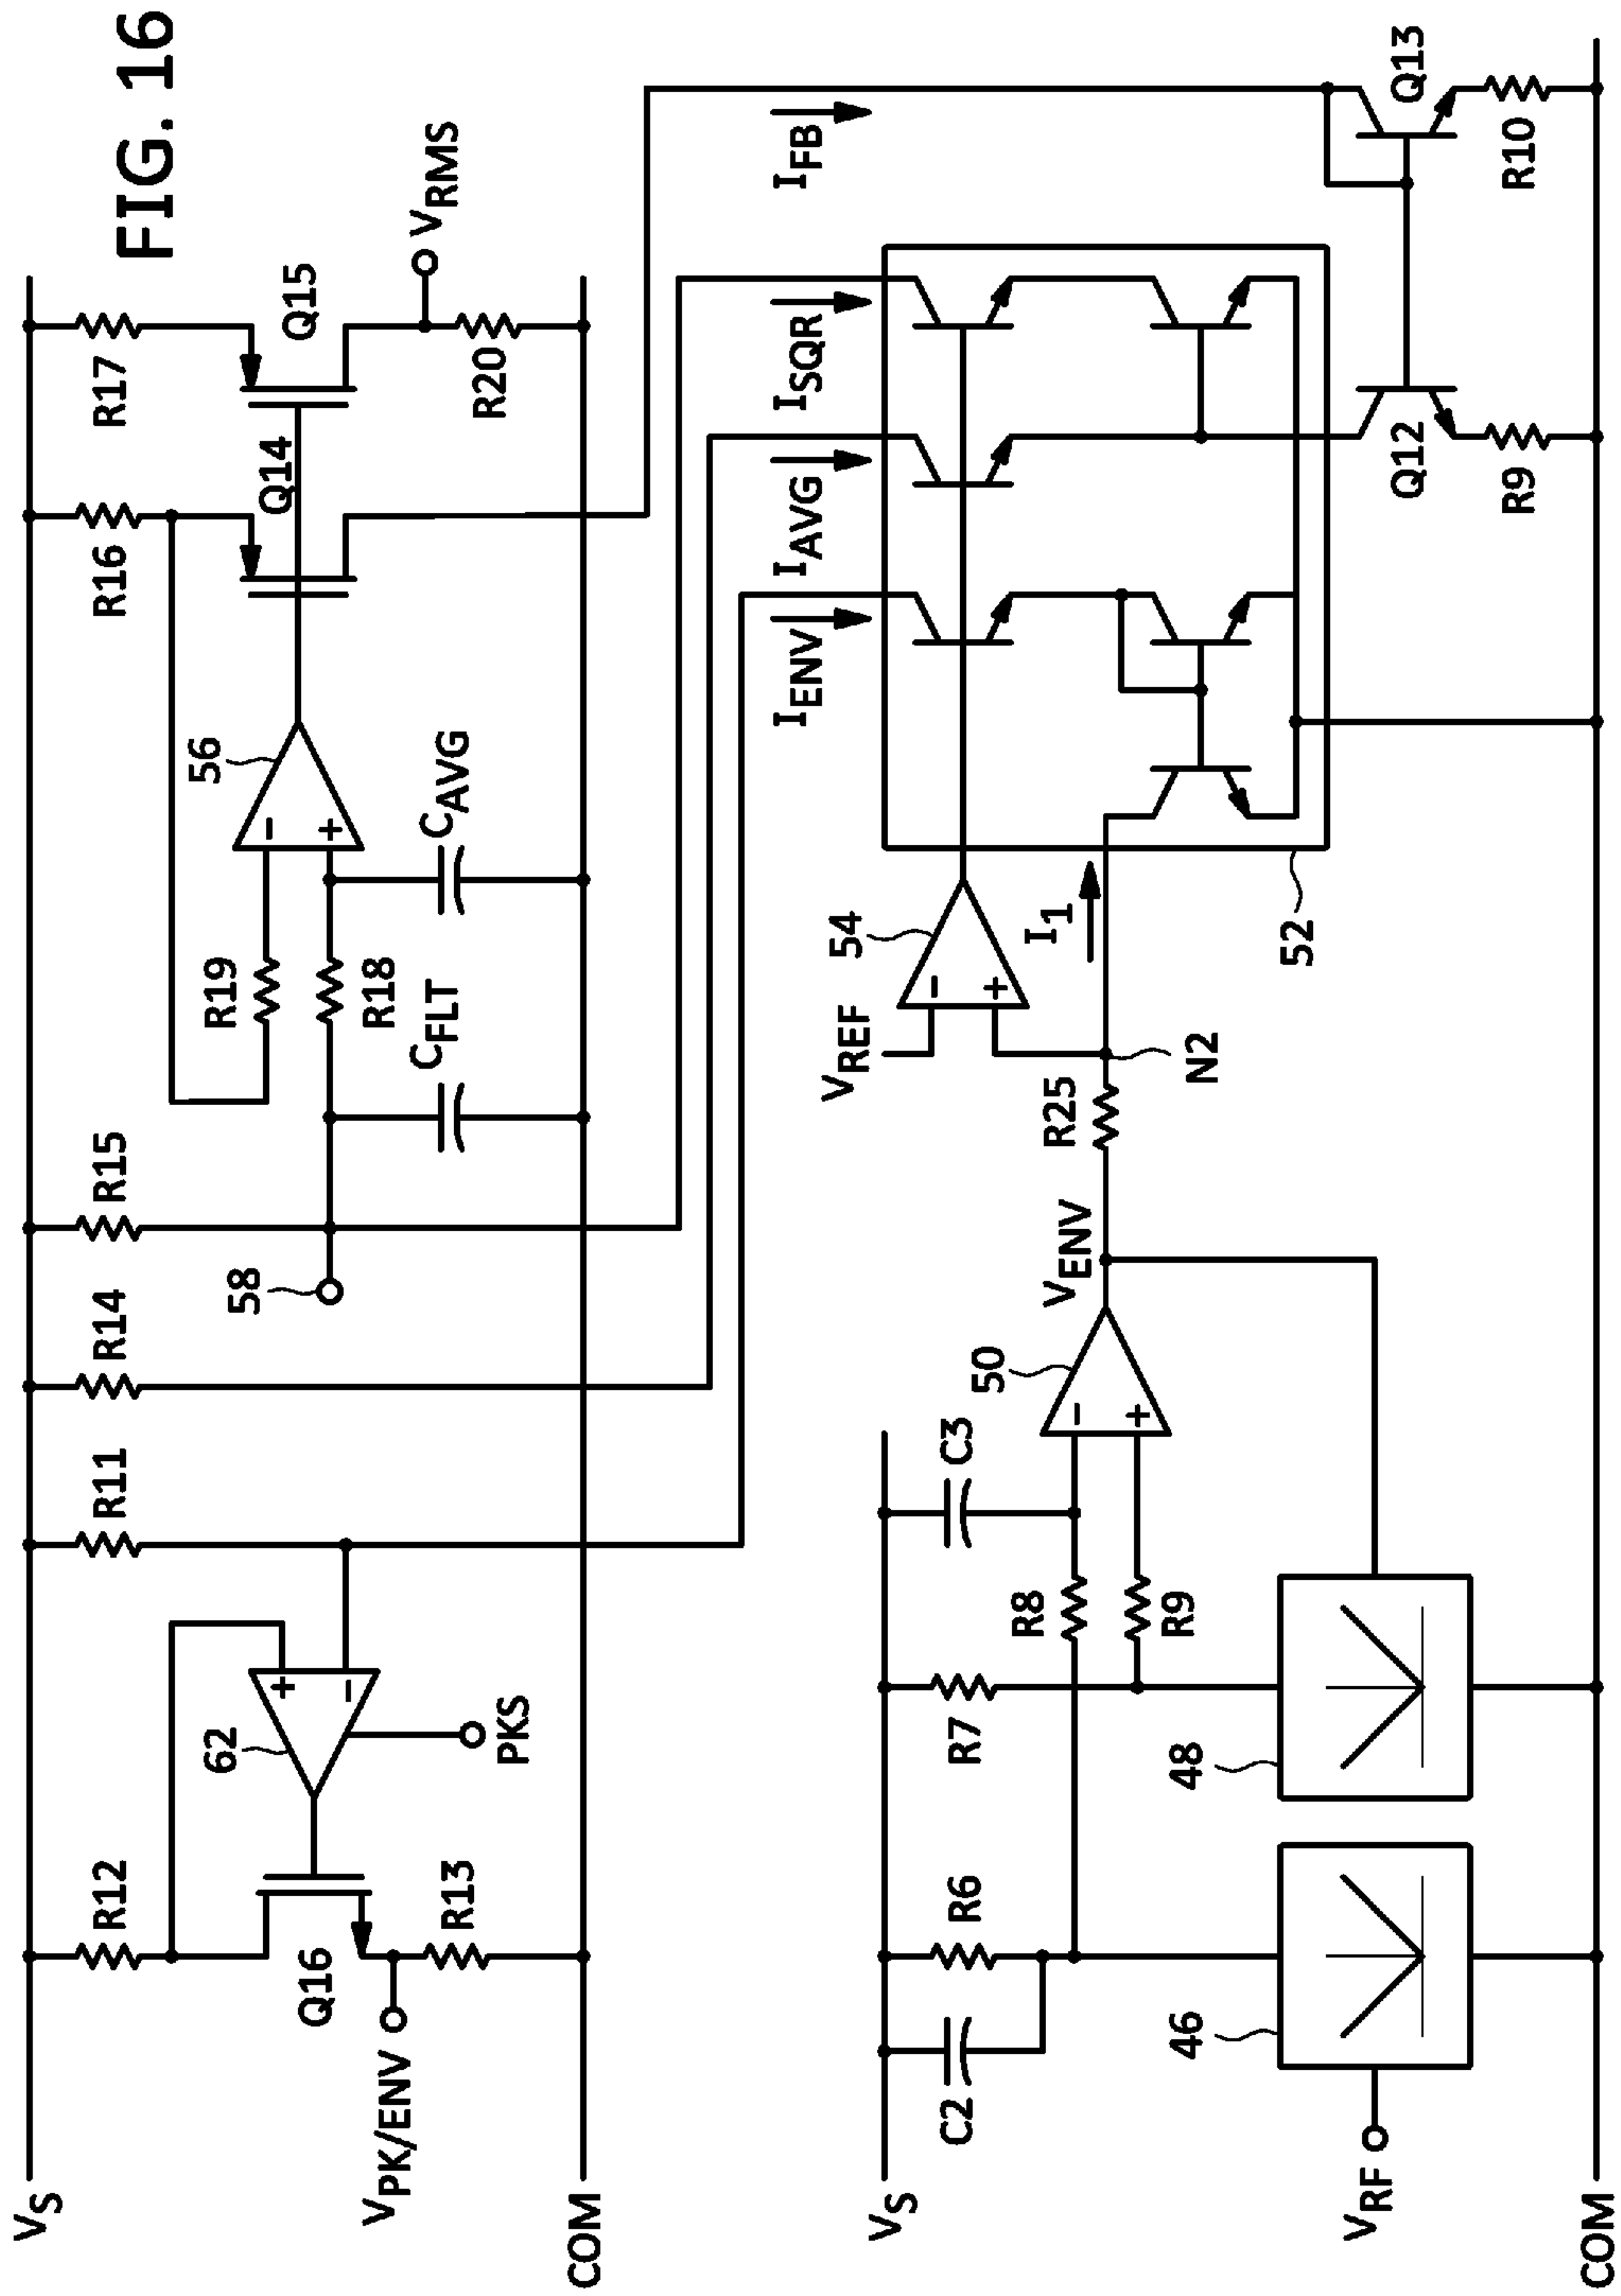 FIG. 16
VS
R12
R11
R14
R15
R16
R17
62
Q16
PKS
VPK/ENV
R13
58
R19
R18
CFLT
CAVG
56
Q14
Q15
VRMS
R20
COM
VS
C2
R6
R7
C3
R8
R9
50
VENV
R25
N2
VREF
54
I1
IENV
IAVG
ISQR
IFB
52
VRF
46
48
Q12
Q13
R9
R10
COM
+
−
−
+
−
+
−
+